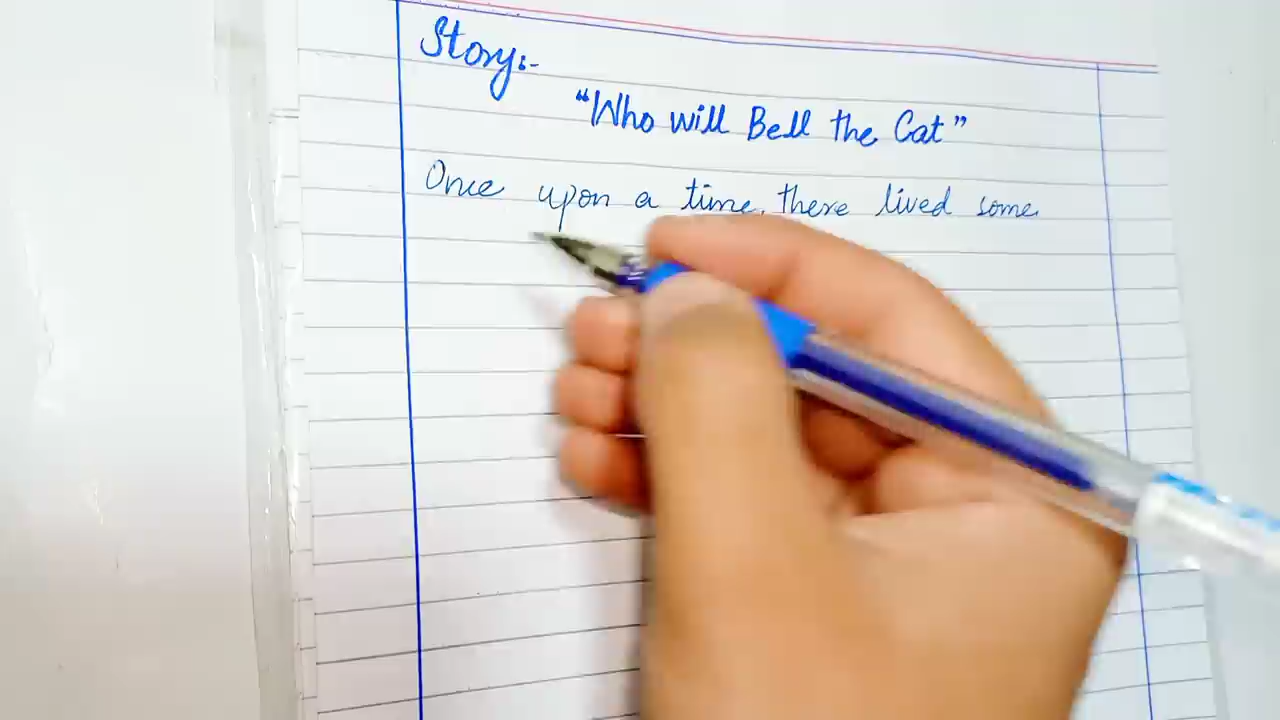 Story:-
"Who will Bell the Cat"
Once upon a time, there lived some